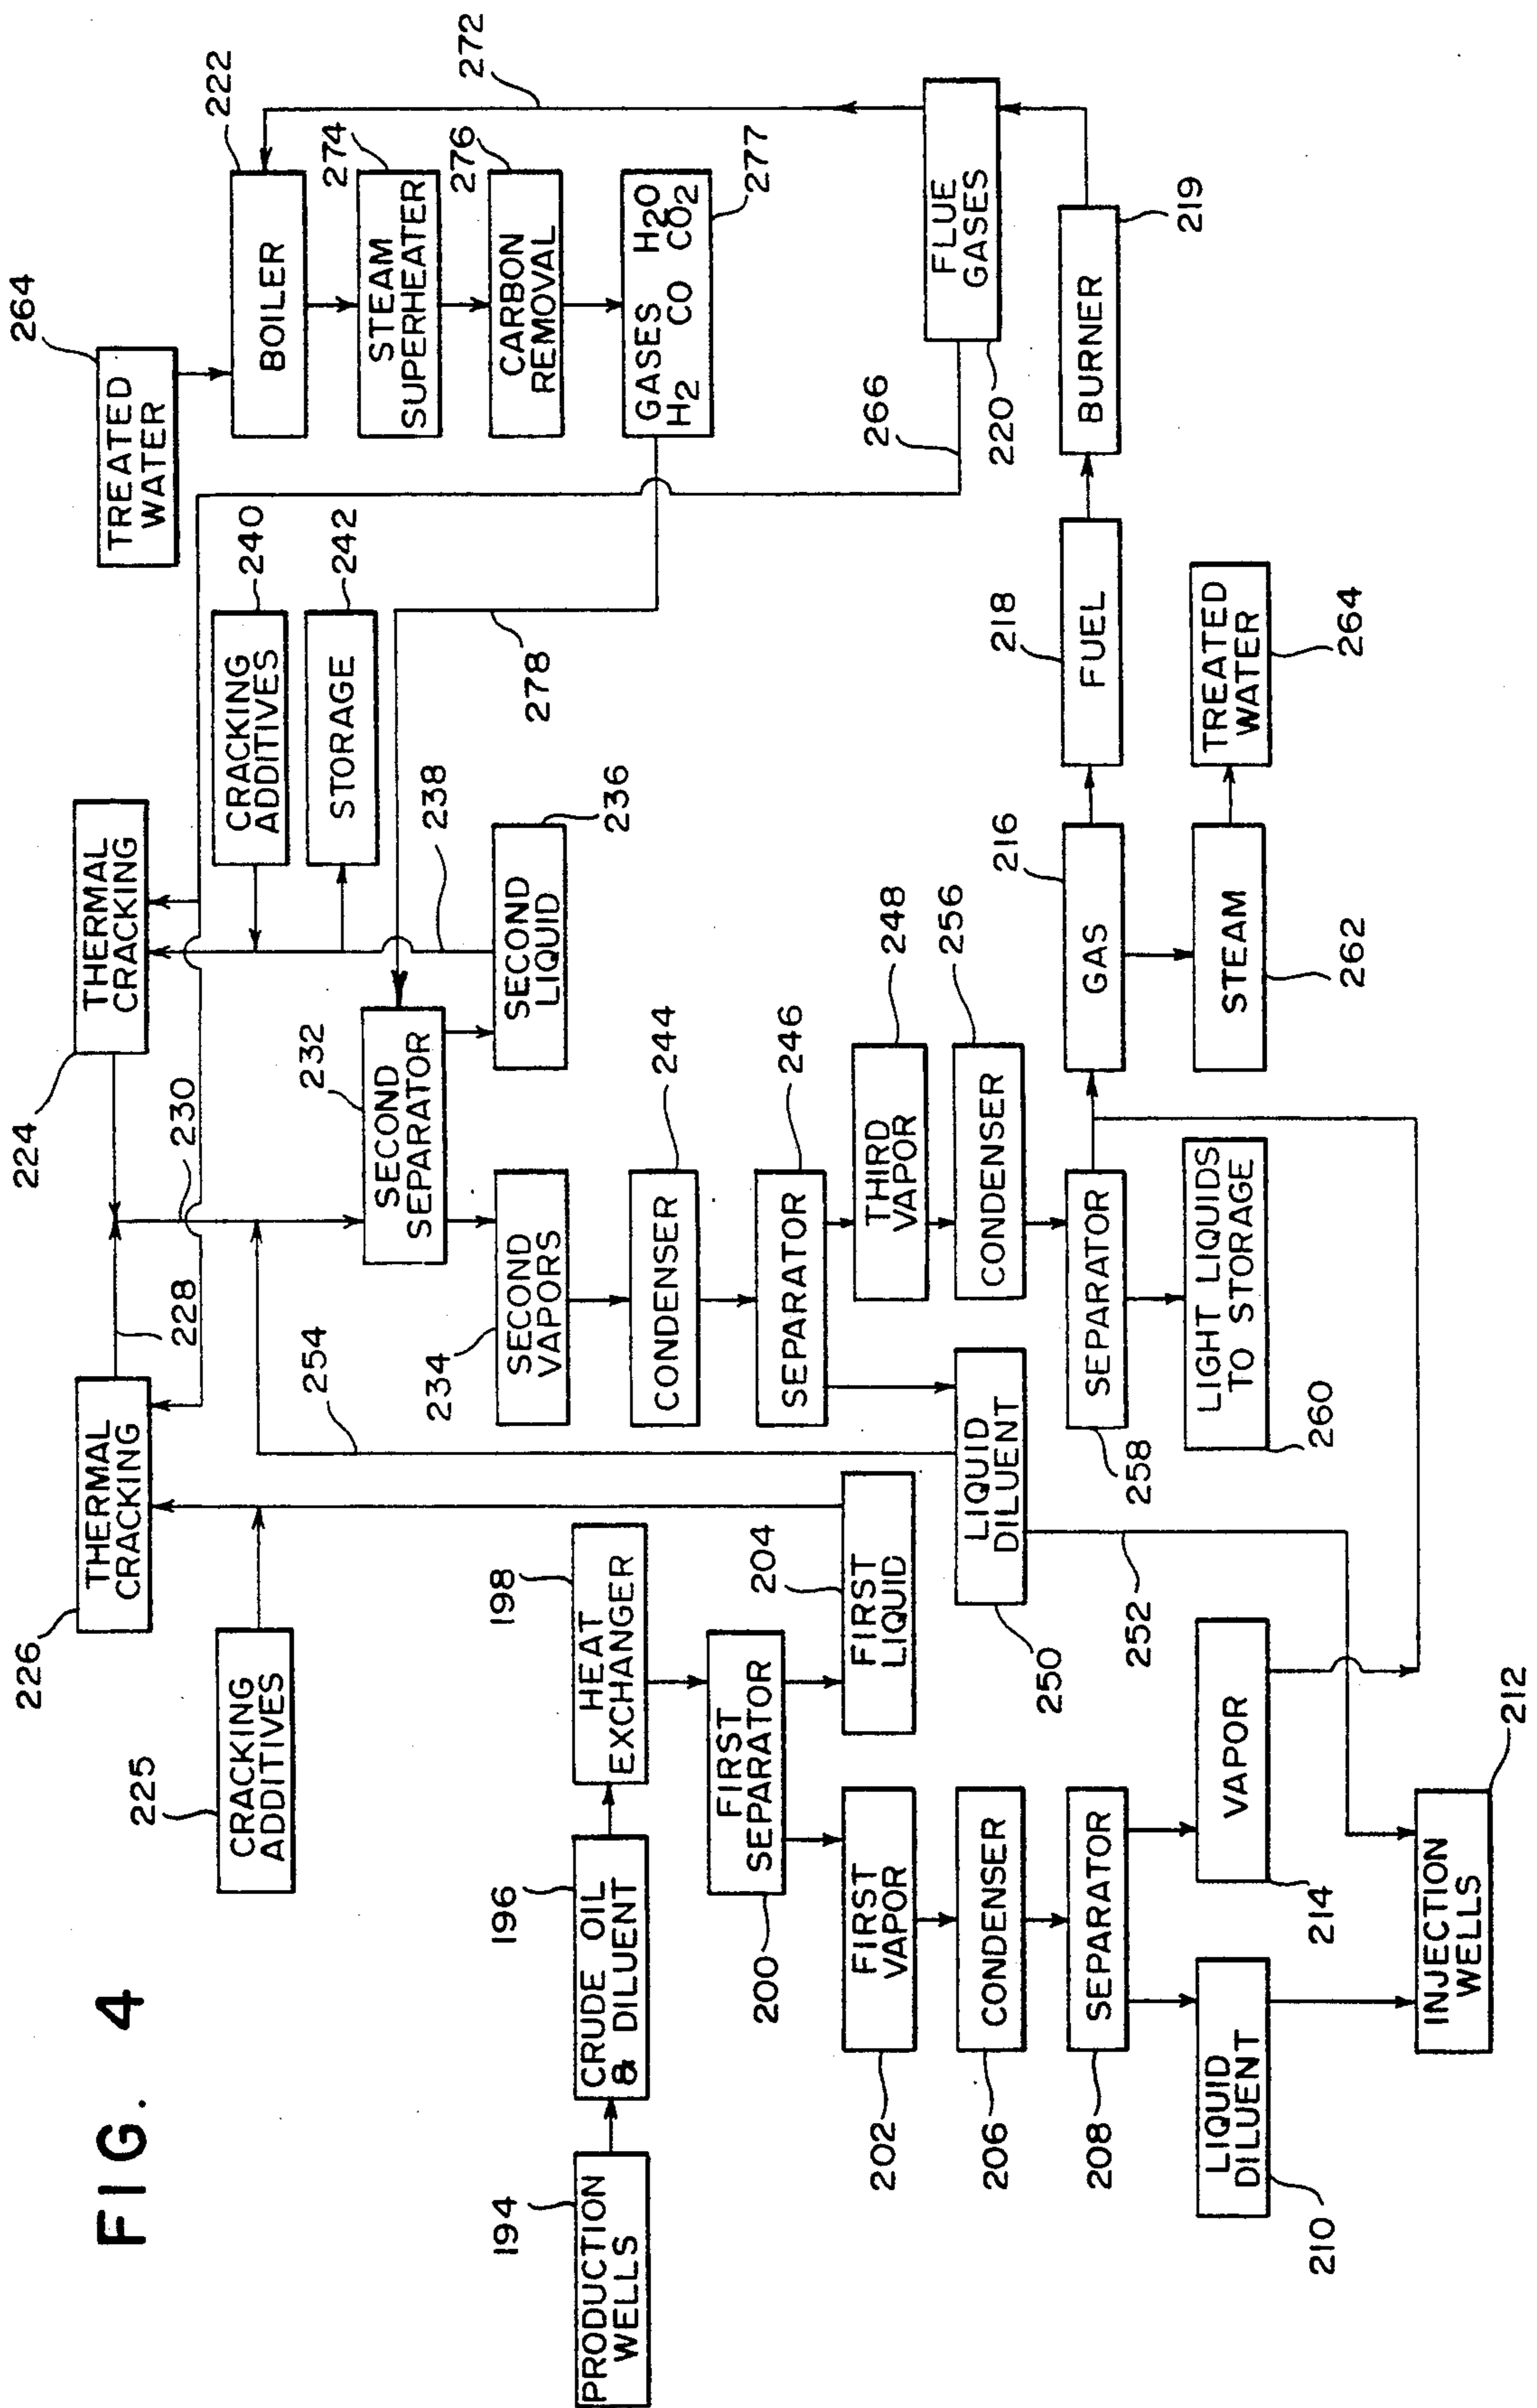 FIG. 4
264
TREATED
WATER
222
BOILER
272
274
STEAM
SUPERHEATER
276
CARBON
REMOVAL
GASES H2O
H2 CO CO2
277
224
THERMAL
CRACKING
240
CRACKING
ADDITIVES
242
STORAGE
226
THERMAL
CRACKING
228
230
225
CRACKING
ADDITIVES
254
232
SECOND
SEPARATOR
238
278
266
FLUE
GASES
220
234
SECOND
VAPORS
SECOND
LIQUID
236
194
PRODUCTION
WELLS
196
CRUDE OIL
& DILUENT
198
HEAT
EXCHANGER
244
CONDENSER
FIRST
SEPARATOR
200
204
FIRST
LIQUID
246
SEPARATOR
248
THIRD
VAPOR
256
CONDENSER
FIRST
VAPOR
202
CONDENSER
206
LIQUID
DILUENT
250
252
SEPARATOR
208
SEPARATOR
258
216
GAS
218
FUEL
BURNER
219
LIQUID
DILUENT
210
VAPOR
214
LIGHT LIQUIDS
TO STORAGE
260
STEAM
262
TREATED
WATER
264
INJECTION
WELLS
212